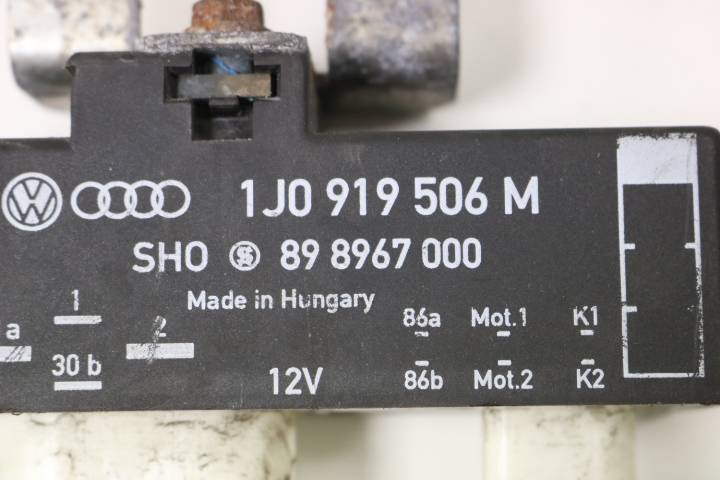 1J0 919 506 M
SHO 89 8967 000
Made in Hungary
a 1 2 86a Mot.1 K1
30 b 12V 86b Mot.2 K2